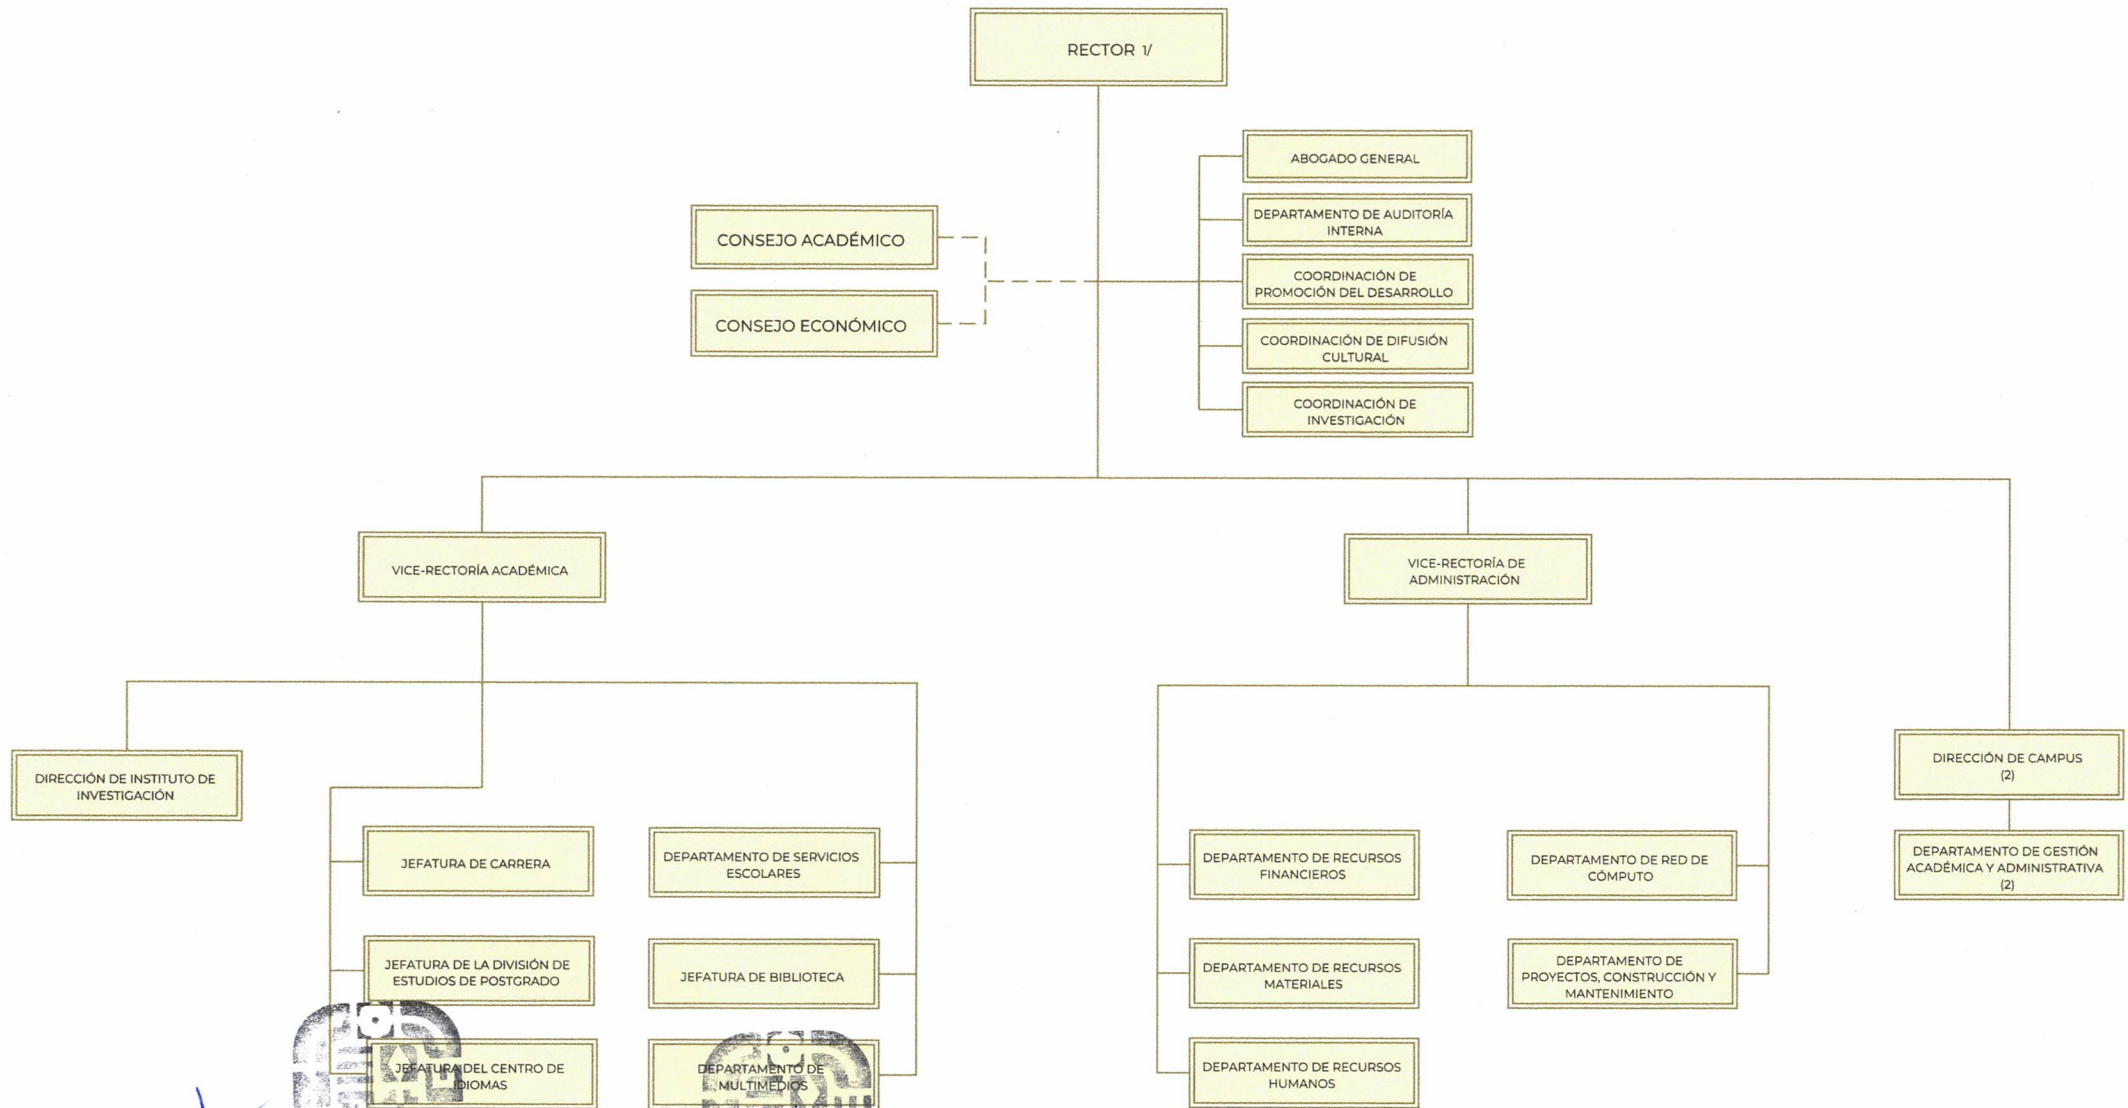 RECTOR 1/
ABOGADO GENERAL
DEPARTAMENTO DE AUDITORÍA
INTERNA
CONSEJO ACADÉMICO
COORDINACIÓN DE
PROMOCIÓN DEL DESARROLLO
CONSEJO ECONÓMICO
COORDINACIÓN DE DIFUSIÓN
CULTURAL
COORDINACIÓN DE
INVESTIGACIÓN
VICE-RECTORÍA ACADÉMICA
VICE-RECTORÍA DE
ADMINISTRACIÓN
DIRECCIÓN DE INSTITUTO DE
INVESTIGACIÓN
DIRECCIÓN DE CAMPUS
(2)
JEFATURA DE CARRERA
DEPARTAMENTO DE SERVICIOS
ESCOLARES
DEPARTAMENTO DE RECURSOS
FINANCIEROS
DEPARTAMENTO DE RED DE
CÓMPUTO
DEPARTAMENTO DE GESTIÓN
ACADÉMICA Y ADMINISTRATIVA
(2)
JEFATURA DE LA DIVISIÓN DE
ESTUDIOS DE POSTGRADO
JEFATURA DE BIBLIOTECA
DEPARTAMENTO DE RECURSOS
MATERIALES
DEPARTAMENTO DE
PROYECTOS, CONSTRUCCIÓN Y
MANTENIMIENTO
JEFATURA DEL CENTRO DE
IDIOMAS
DEPARTAMENTO DE
MULTIMEDIOS
DEPARTAMENTO DE RECURSOS
HUMANOS